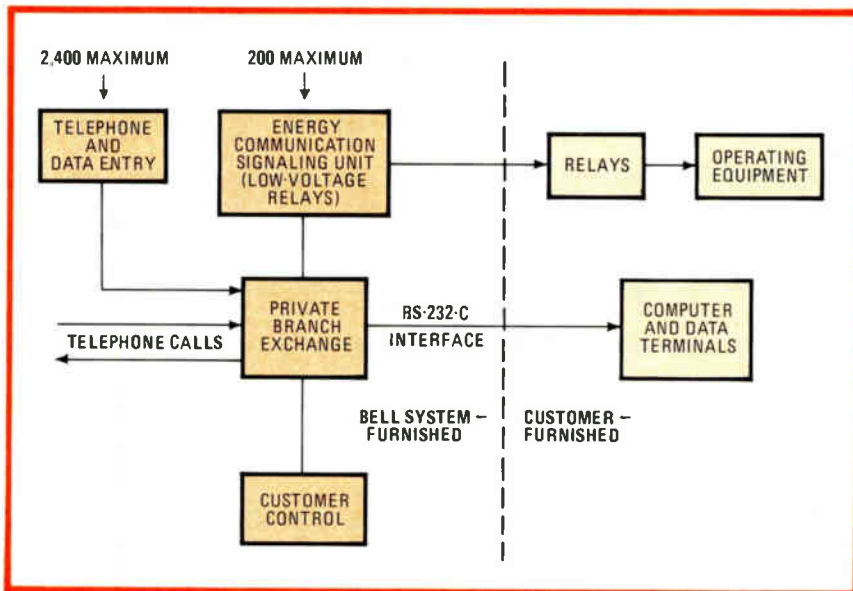 2,400 MAXIMUM
200 MAXIMUM
TELEPHONE
AND
DATA ENTRY
ENERGY
COMMUNICATION
SIGNALING UNIT
(LOW-VOLTAGE
RELAYS)
RELAYS
OPERATING
EQUIPMENT
PRIVATE
BRANCH
EXCHANGE
TELEPHONE CALLS
RS-232-C
INTERFACE
COMPUTER
AND DATA
TERMINALS
BELL SYSTEM –
FURNISHED
CUSTOMER –
FURNISHED
CUSTOMER
CONTROL